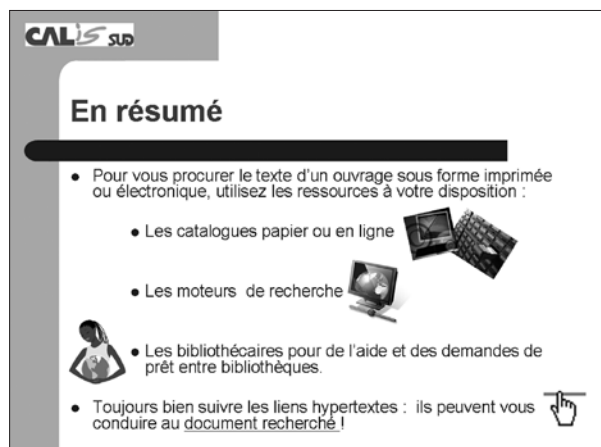 CALIS SUD
En résumé
• Pour vous procurer le texte d'un ouvrage sous forme imprimée
ou électronique, utilisez les ressources à votre disposition :
• Les catalogues papier ou en ligne
• Les moteurs de recherche
• Les bibliothécaires pour de l'aide et des demandes de
prêt entre bibliothèques.
• Toujours bien suivre les liens hypertextes : ils peuvent vous
conduire au document recherché !